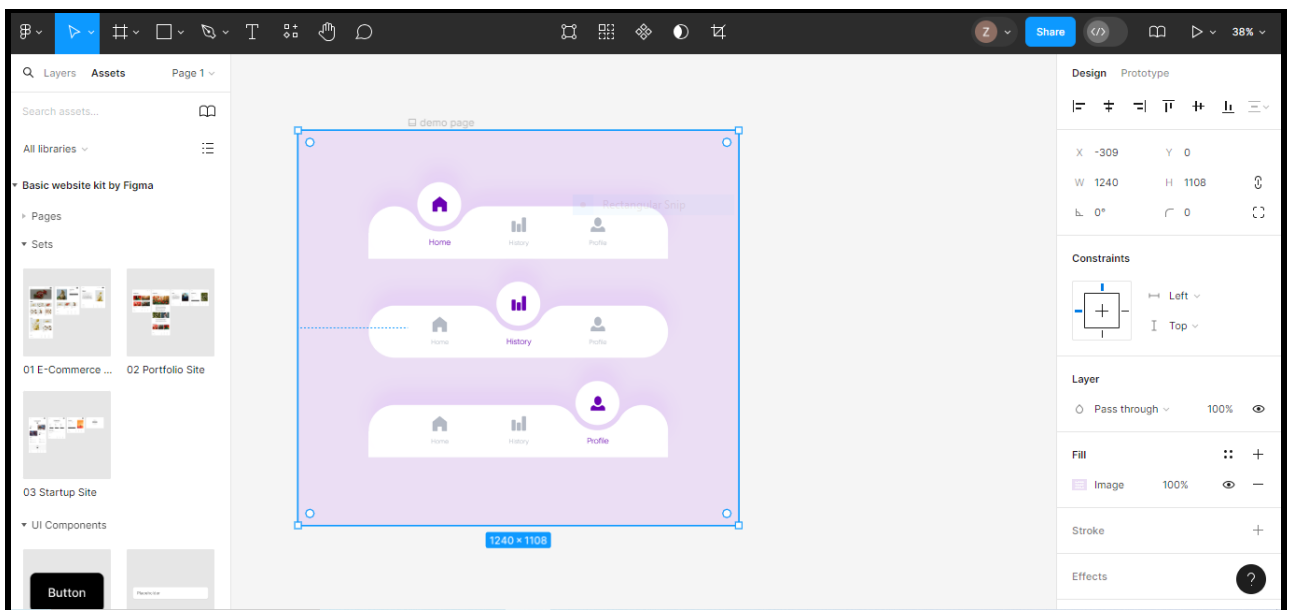 Z
Share
38%
Layers Assets Page 1
Design Prototype
Search assets...
All libraries
Basic website kit by Figma
Pages
Sets
01 E-Commerce ...
02 Portfolio Site
03 Startup Site
UI Components
Button
demo page
Rectangular Snip
Home
History
Profile
Home
History
Profile
Home
History
Profile
1240 × 1108
X -309 Y 0
W 1240 H 1108
0° 0
Constraints
Left
Top
Layer
Pass through 100%
Fill
Image 100%
Stroke
Effects
?